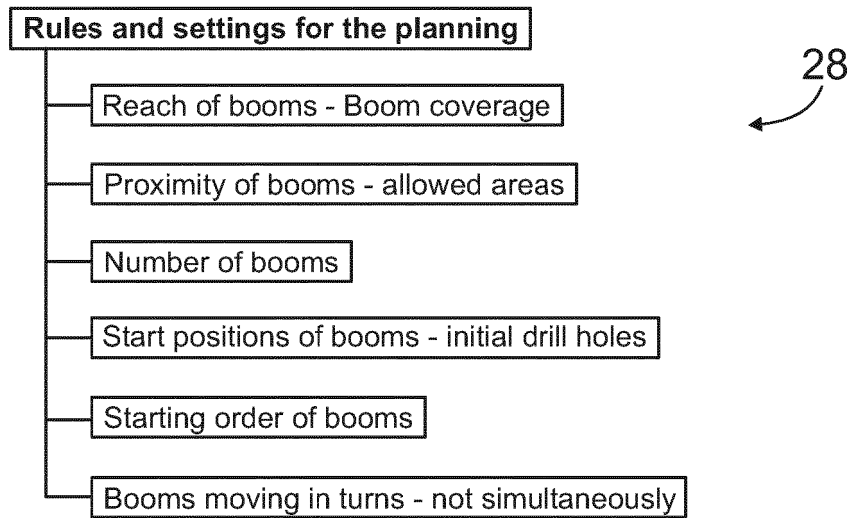 Rules and settings for the planning
28
Reach of booms - Boom coverage
Proximity of booms - allowed areas
Number of booms
Start positions of booms - initial drill holes
Starting order of booms
Booms moving in turns - not simultaneously